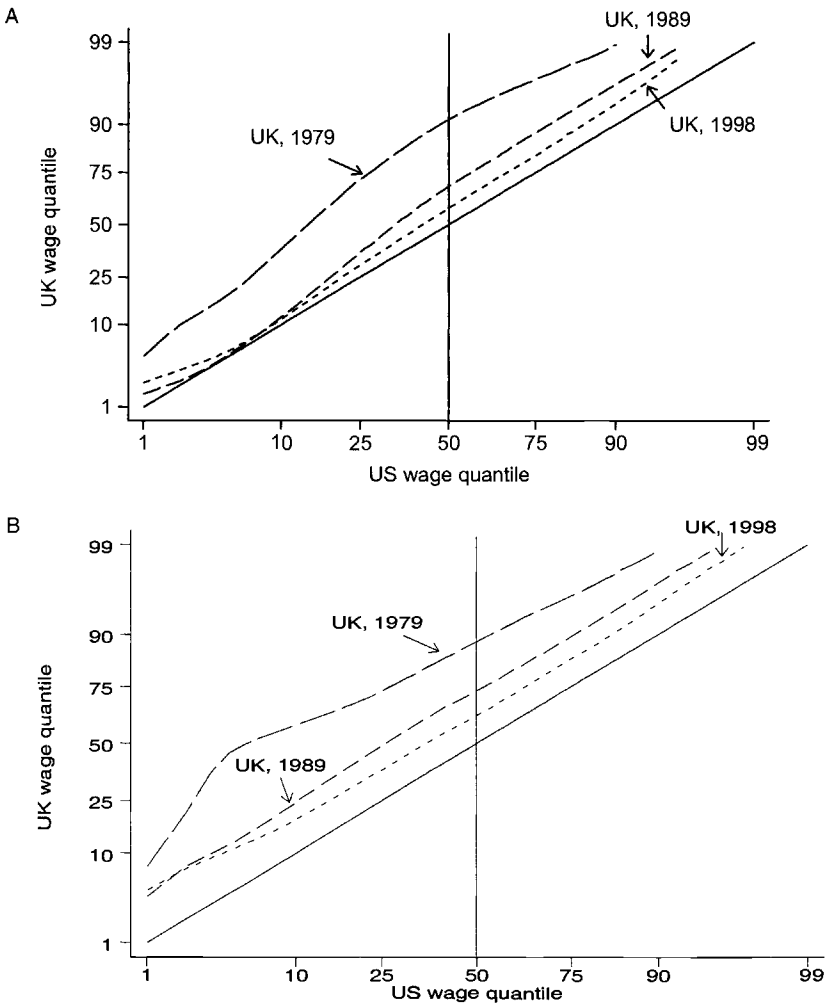 A
UK, 1989
99
UK, 1979
90
UK, 1998
75
UK wage quantile
50
25
10
1
1 10 25 50 75 90 99
US wage quantile
B
UK, 1998
99
UK, 1979
90
75
UK wage quantile
50
UK, 1989
25
10
1
1 10 25 50 75 90 99
US wage quantile